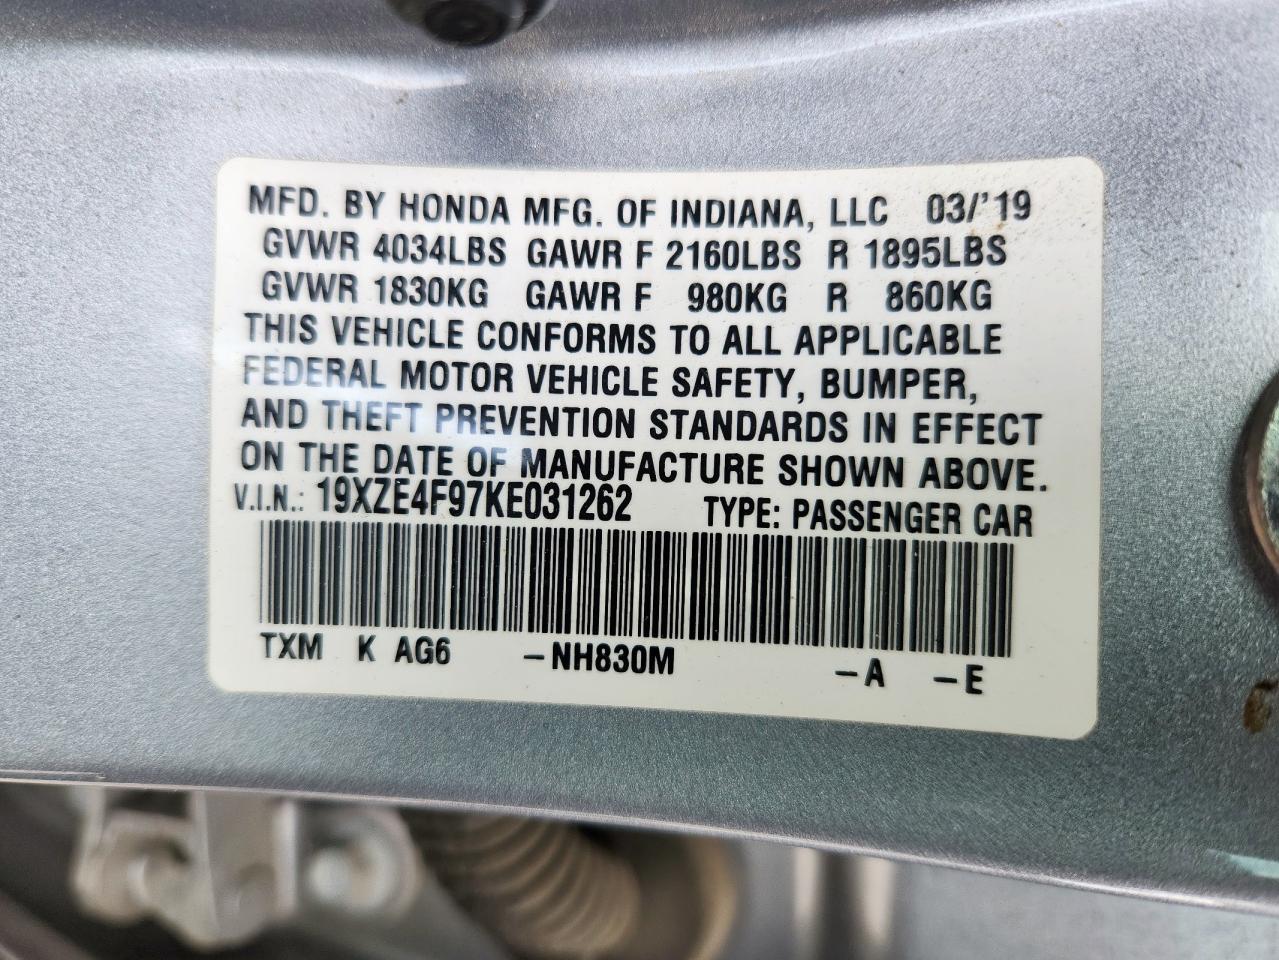 MFD. BY HONDA MFG. OF INDIANA, LLC 03/'19
GVWR 4034LBS GAWR F 2160LBS R 1895LBS
GVWR 1830KG GAWR F 980KG R 860KG
THIS VEHICLE CONFORMS TO ALL APPLICABLE
FEDERAL MOTOR VEHICLE SAFETY, BUMPER,
AND THEFT PREVENTION STANDARDS IN EFFECT
ON THE DATE OF MANUFACTURE SHOWN ABOVE.
V.I.N.: 19XZE4F97KE031262 TYPE: PASSENGER CAR
TXM K AG6 -NH830M -A -E